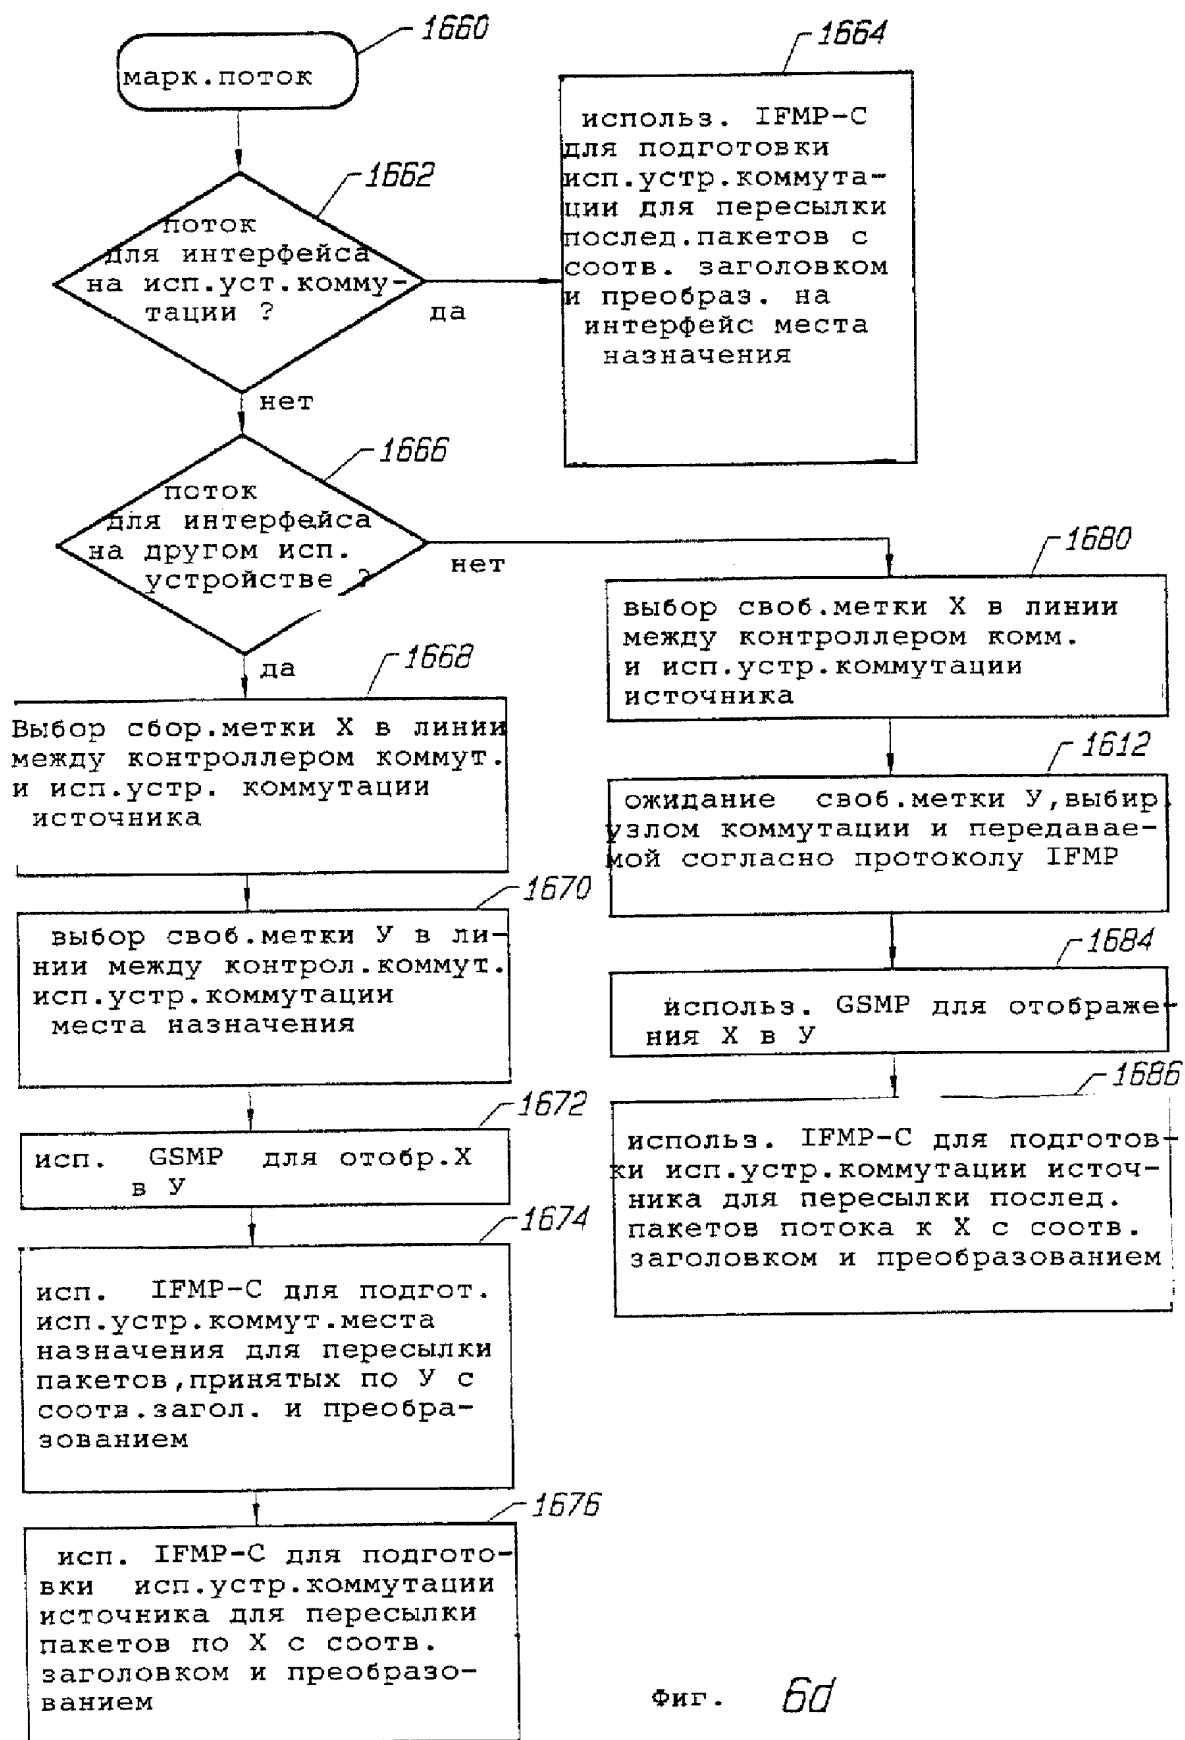 1660
марк.поток
1662
поток
для интерфейса
на исп.уст.комму-
тации ?
да
нет
1664
использ. IFMP-C
для подготовки
исп.устр.коммута-
ции для пересылки
послед.пакетов с
соотв. заголовком
и преобраз. на
интерфейс места
назначения
1666
поток
для интерфейса
на другом исп.
устройстве ?
нет
да
1668
Выбор сбор.метки X в линии
между контроллером коммут.
и исп.устр. коммутации
источника
1670
выбор своб.метки У в ли-
нии между контрол.коммут.
исп.устр.коммутации
места назначения
1672
исп. GSMP для отобр.X
в У
1674
исп. IFMP-C для подгот.
исп.устр.коммут.места
назначения для пересылки
пакетов,принятых по У с
соотв.загол. и преобра-
зованием
1676
исп. IFMP-C для подгото-
вки исп.устр.коммутации
источника для пересылки
пакетов по X с соотв.
заголовком и преобразо-
ванием
1680
выбор своб.метки X в линии
между контроллером комм.
и исп.устр.коммутации
источника
1612
ожидание своб.метки У,выбир.
узлом коммутации и передавае-
мой согласно протоколу IFMP
1684
использ. GSMP для отображе-
ния X в У
1686
использ. IFMP-C для подготов-
ки исп.устр.коммутации источ-
ника для пересылки послед.
пакетов потока к X с соотв.
заголовком и преобразованием
Фиг. 6d